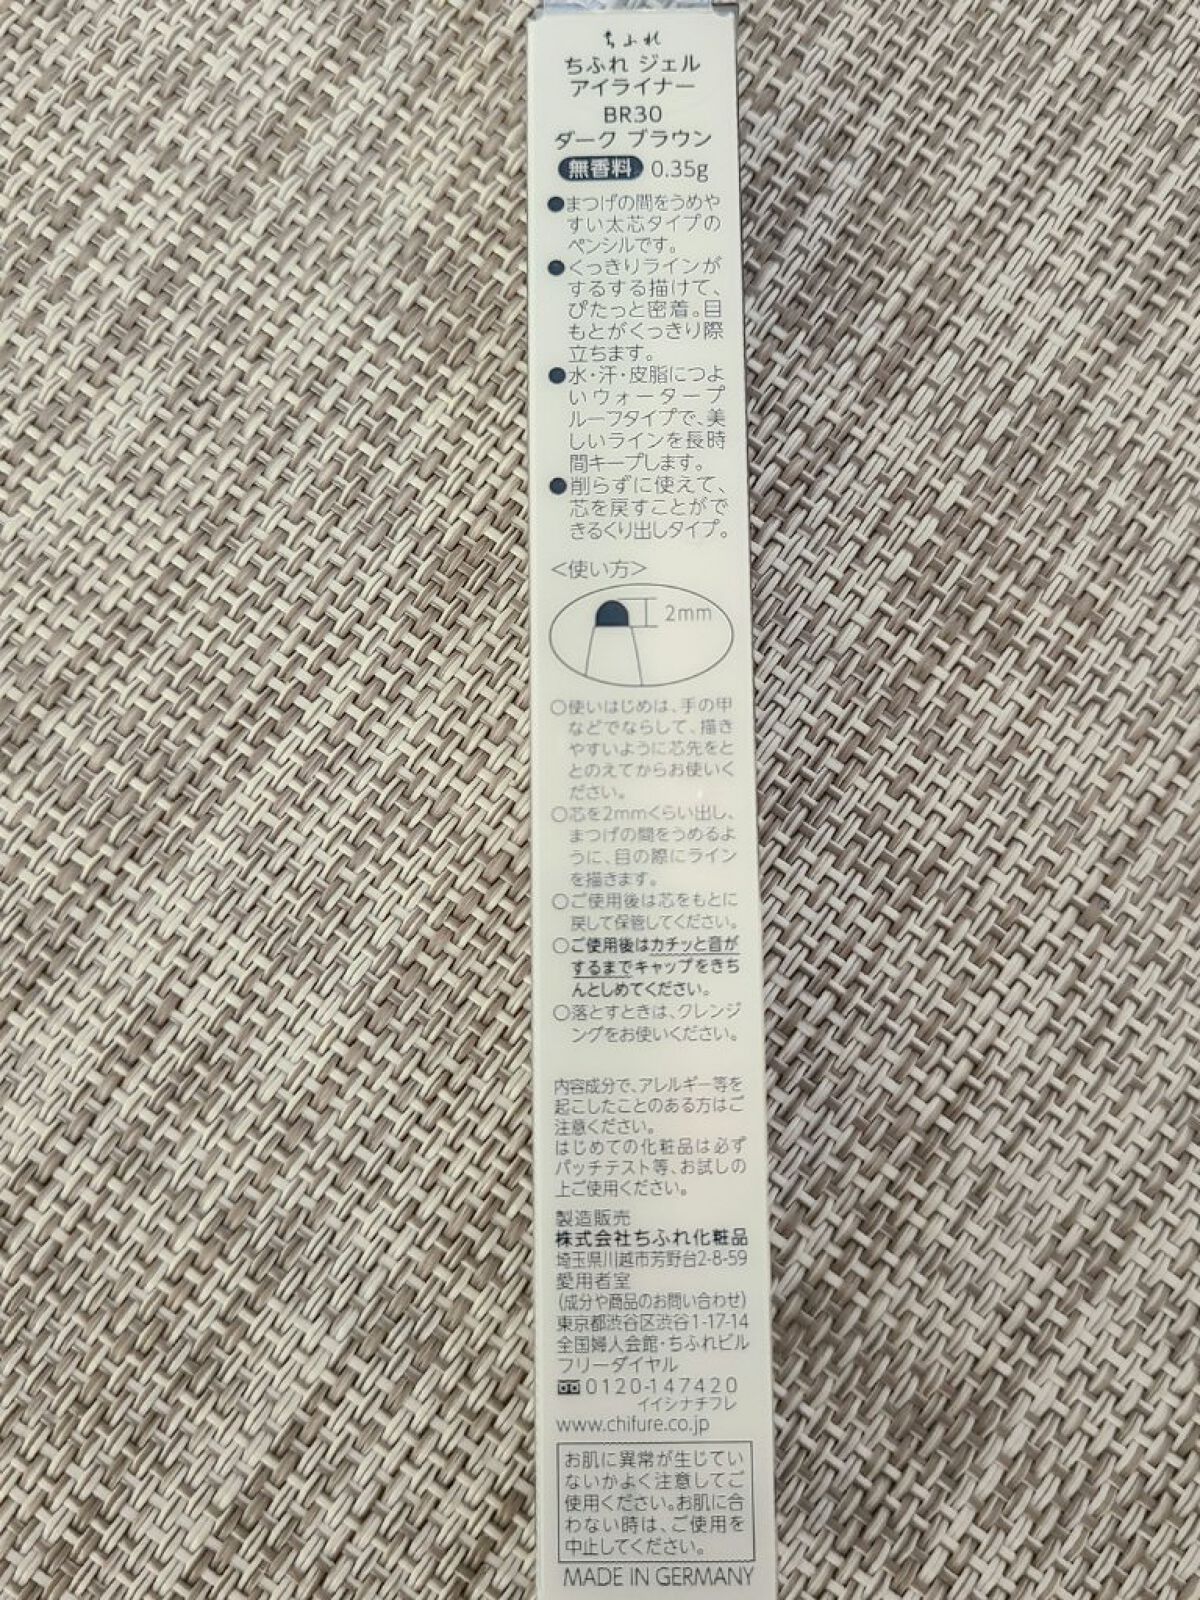 ちふれ
ちふれ ジェル
アイライナー
BR30
ダーク ブラウン
無香料 0.35g
●まつげの間をうめや
すい太芯タイプの
ペンシルです。
●くっきりラインが
するする描けて、
ぴたっと密着。目
もとがくっきり際
立ちます。
●水・汗・皮脂につよ
いウォータープ
ルーフタイプで、美
しいラインを長時
間キープします。
●削らずに使えて、
芯を戻すことがで
きるくり出しタイプ。
<使い方>
2mm
○使いはじめは、手の甲
などでならして、描き
やすいように芯先をと
とのえてからお使いく
ださい。
○芯を2mmくらい出し、
まつげの間をうめるよ
うに、目の際にライン
を描きます。
○ご使用後は芯をもとに
戻して保管してください。
○ご使用後はカチッと音が
するまでキャップをきち
んとしめてください。
○落とすときは、クレンジ
ングをお使いください。
内容成分で、アレルギー等を
起こしたことのある方はご
注意ください。
はじめての化粧品は必ず
パッチテスト等、お試しの
上ご使用ください。
製造販売
株式会社ちふれ化粧品
埼玉県川越市芳野台2-8-59
愛用者室
(成分や商品のお問い合わせ)
東京都渋谷区渋谷1-17-14
全国婦人会館・ちふれビル
フリーダイヤル
0120-147420
イイシナチフレ
www.chifure.co.jp
お肌に異常が生じてい
ないかよく注意してご
使用ください。お肌に合
わない時は、ご使用を
中止してください。
MADE IN GERMANY